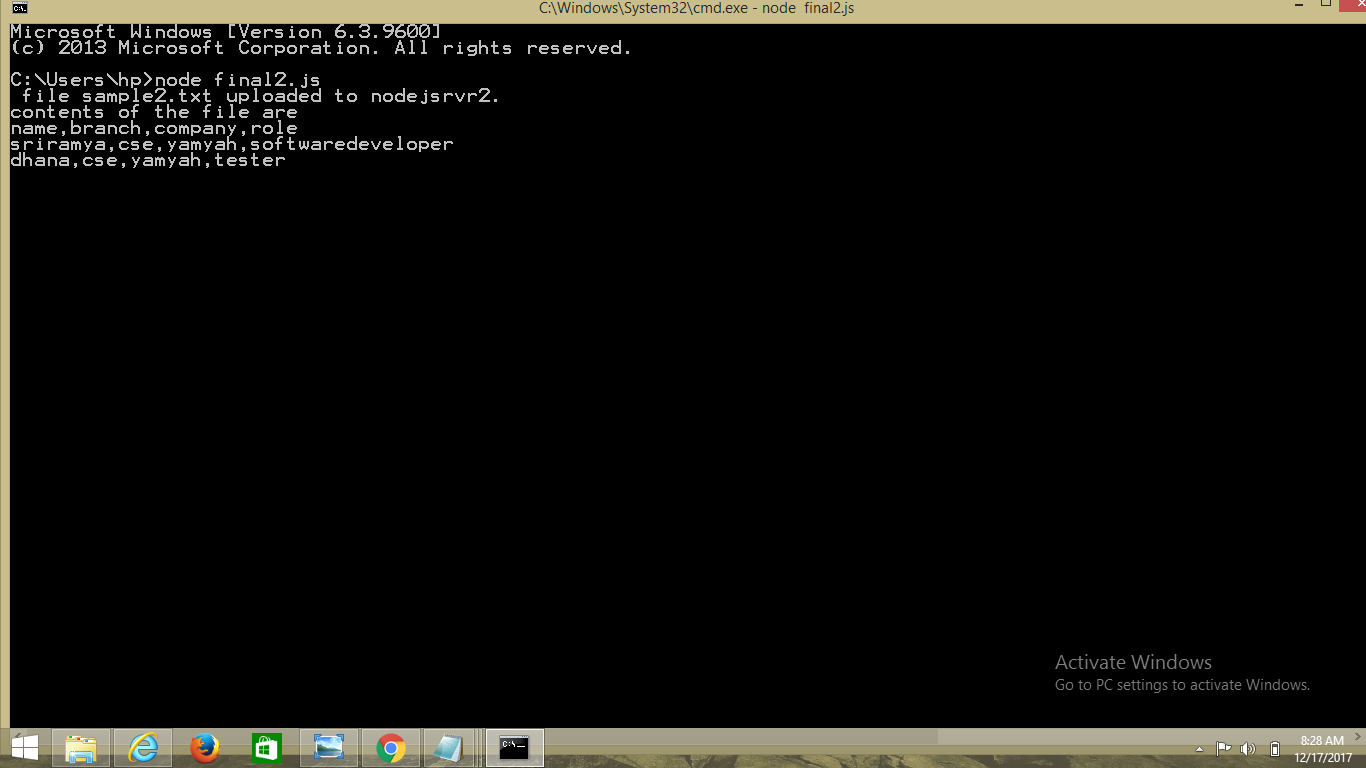 C:\Windows\System32\cmd.exe - node  final2.js
Microsoft Windows [Version 6.3.9600]
(c) 2013 Microsoft Corporation. All rights reserved.
C:\Users\hp>node final2.js
 file sample2.txt uploaded to nodejsrvr2.
contents of the file are
name,branch,company,role
sriramya,cse,yamyah,softwaredeveloper
dhana,cse,yamyah,tester
Activate Windows
Go to PC settings to activate Windows.
8:28 AM
12/17/2017